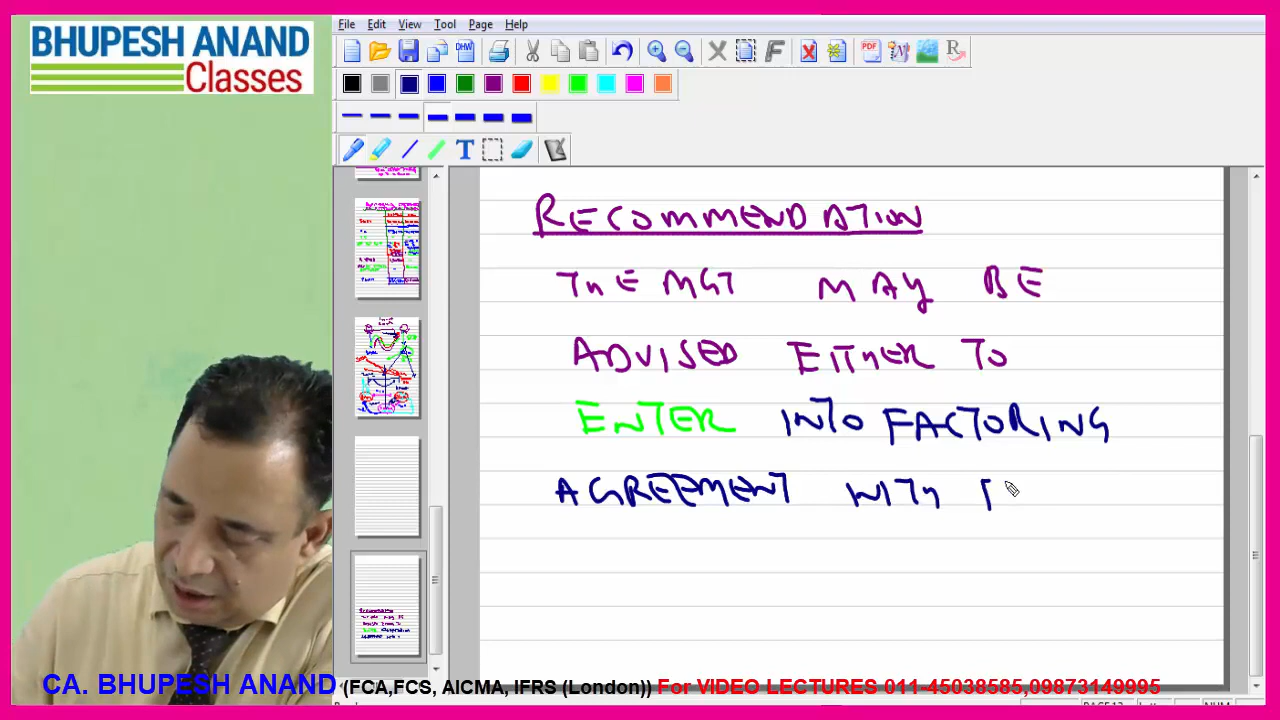 BHUPESH ANAND
Classes
File Edit View Tool Page Help
RECOMMENDATION
THE MGT MAY BE
ADVISED EITHER TO
ENTER INTO FACTORING
AGREEMENT WITH
CA. BHUPESH ANAND (FCA,FCS, AICMA, IFRS (London)) For VIDEO LECTURES 011-45038585,09873149995